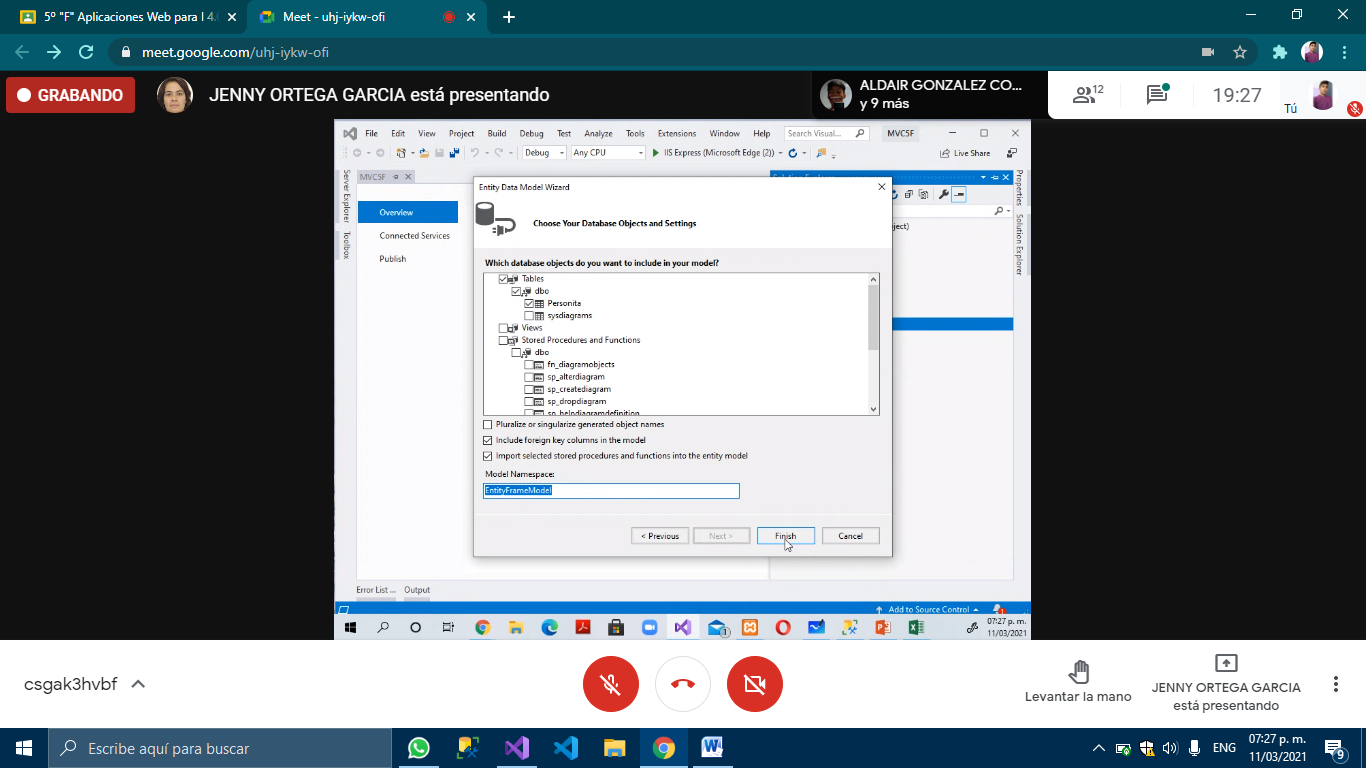 5º "F" Aplicaciones Web para I 4.
Meet - uhj-iykw-ofi
meet.google.com/uhj-iykw-ofi
GRABANDO
JENNY ORTEGA GARCIA está presentando
ALDAIR GONZALEZ CO...
y 9 más
12
19:27
Tú
File Edit View Project Build Debug Test Analyze Tools Extensions Window Help Search Visual... MVC5F
Debug Any CPU IIS Express (Microsoft Edge (2)) Live Share
Server Explorer
Toolbox
MVC5F
Overview
Connected Services
Publish
Entity Data Model Wizard
Choose Your Database Objects and Settings
Which database objects do you want to include in your model?
Tables
dbo
Personita
sysdiagrams
Views
Stored Procedures and Functions
dbo
fn_diagramobjects
sp_alterdiagram
sp_creatediagram
sp_dropdiagram
sp_helpdiagramdefinition
Pluralize or singularize generated object names
Include foreign key columns in the model
Import selected stored procedures and functions into the entity model
Model Namespace:
EntityFrameModel
< Previous Next > Finish Cancel
ject)
Properties
Solution Explorer
Error List ... Output
Add to Source Control
1
1
07:27 p. m.
11/03/2021
csgak3hvbf
Levantar la mano
JENNY ORTEGA GARCIA
está presentando
Escribe aquí para buscar
ENG
07:27 p. m.
11/03/2021
9